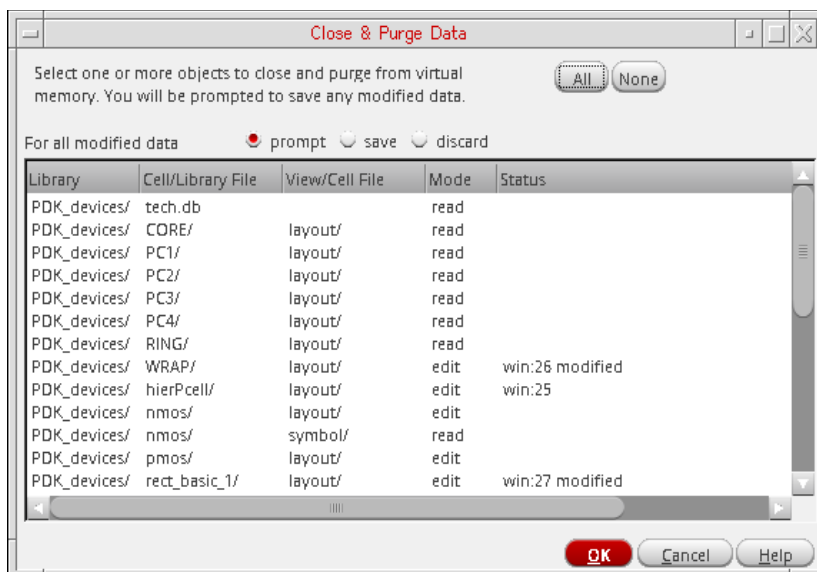 Close & Purge Data
Select one or more objects to close and purge from virtual
memory. You will be prompted to save any modified data.
All None
For all modified data prompt save discard
Library Cell/Library File View/Cell File Mode Status
PDK_devices/ tech.db read
PDK_devices/ CORE/ layout/ read
PDK_devices/ PC1/ layout/ read
PDK_devices/ PC2/ layout/ read
PDK_devices/ PC3/ layout/ read
PDK_devices/ PC4/ layout/ read
PDK_devices/ RING/ layout/ read
PDK_devices/ WRAP/ layout/ edit win:26 modified
PDK_devices/ hierPcell/ layout/ edit win:25
PDK_devices/ nmos/ layout/ edit
PDK_devices/ nmos/ symbol/ read
PDK_devices/ pmos/ layout/ edit
PDK_devices/ rect_basic_1/ layout/ edit win:27 modified
OK Cancel Help